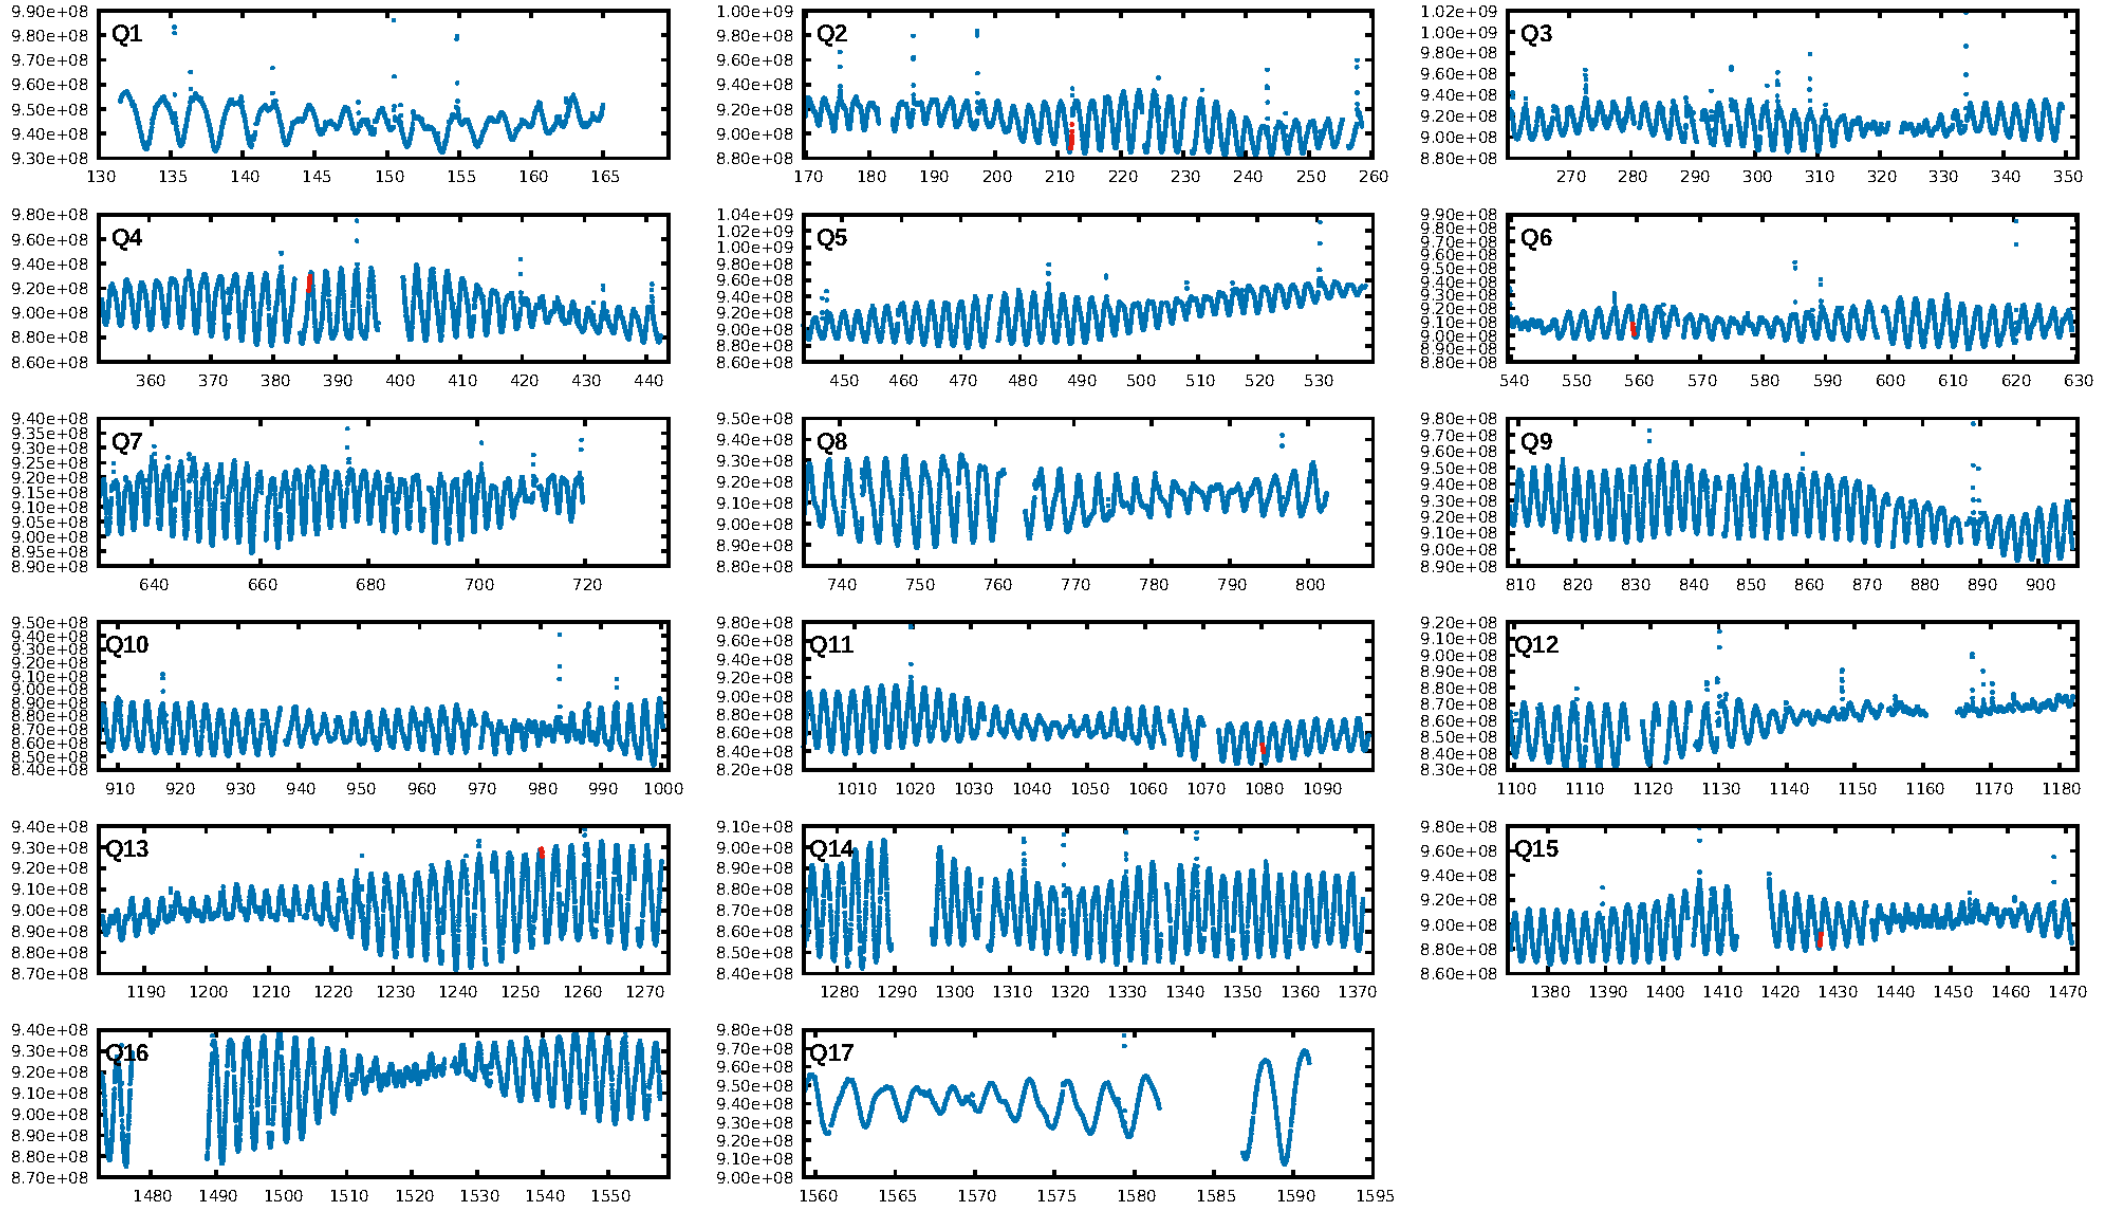 9.90e+08
9.80e+08
9.70e+08
9.60e+08
9.50e+08
9.40e+08
9.30e+08
Q1
130 135 140 145 150 155 160 165
1.00e+09
9.80e+08
9.60e+08
9.40e+08
9.20e+08
9.00e+08
8.80e+08
Q2
170 180 190 200 210 220 230 240 250 260
1.02e+09
1.00e+09
9.80e+08
9.60e+08
9.40e+08
9.20e+08
9.00e+08
8.80e+08
Q3
270 280 290 300 310 320 330 340 350
9.80e+08
9.60e+08
9.40e+08
9.20e+08
9.00e+08
8.80e+08
8.60e+08
Q4
360 370 380 390 400 410 420 430 440
1.04e+09
1.02e+09
1.00e+09
9.80e+08
9.60e+08
9.40e+08
9.20e+08
9.00e+08
8.80e+08
8.60e+08
Q5
450 460 470 480 490 500 510 520 530
9.90e+08
9.80e+08
9.70e+08
9.60e+08
9.50e+08
9.40e+08
9.30e+08
9.20e+08
9.10e+08
9.00e+08
8.90e+08
8.80e+08
Q6
540 550 560 570 580 590 600 610 620 630
9.40e+08
9.35e+08
9.30e+08
9.25e+08
9.20e+08
9.15e+08
9.10e+08
9.05e+08
9.00e+08
8.95e+08
8.90e+08
Q7
640 660 680 700 720
9.50e+08
9.40e+08
9.30e+08
9.20e+08
9.10e+08
9.00e+08
8.90e+08
8.80e+08
Q8
740 750 760 770 780 790 800
9.80e+08
9.70e+08
9.60e+08
9.50e+08
9.40e+08
9.30e+08
9.20e+08
9.10e+08
9.00e+08
8.90e+08
Q9
810 820 830 840 850 860 870 880 890 900
9.50e+08
9.40e+08
9.30e+08
9.20e+08
9.10e+08
9.00e+08
8.90e+08
8.80e+08
8.70e+08
8.60e+08
8.50e+08
8.40e+08
Q10
910 920 930 940 950 960 970 980 990 1000
9.80e+08
9.60e+08
9.40e+08
9.20e+08
9.00e+08
8.80e+08
8.60e+08
8.40e+08
8.20e+08
Q11
1010 1020 1030 1040 1050 1060 1070 1080 1090
9.20e+08
9.10e+08
9.00e+08
8.90e+08
8.80e+08
8.70e+08
8.60e+08
8.50e+08
8.40e+08
8.30e+08
Q12
1100 1110 1120 1130 1140 1150 1160 1170 1180
9.40e+08
9.30e+08
9.20e+08
9.10e+08
9.00e+08
8.90e+08
8.80e+08
8.70e+08
Q13
1190 1200 1210 1220 1230 1240 1250 1260 1270
9.10e+08
9.00e+08
8.90e+08
8.80e+08
8.70e+08
8.60e+08
8.50e+08
8.40e+08
Q14
1280 1290 1300 1310 1320 1330 1340 1350 1360 1370
9.80e+08
9.60e+08
9.40e+08
9.20e+08
9.00e+08
8.80e+08
8.60e+08
Q15
1380 1390 1400 1410 1420 1430 1440 1450 1460 1470
9.40e+08
9.30e+08
9.20e+08
9.10e+08
9.00e+08
8.90e+08
8.80e+08
8.70e+08
Q16
1480 1490 1500 1510 1520 1530 1540 1550
9.80e+08
9.70e+08
9.60e+08
9.50e+08
9.40e+08
9.30e+08
9.20e+08
9.10e+08
9.00e+08
Q17
1560 1565 1570 1575 1580 1585 1590 1595